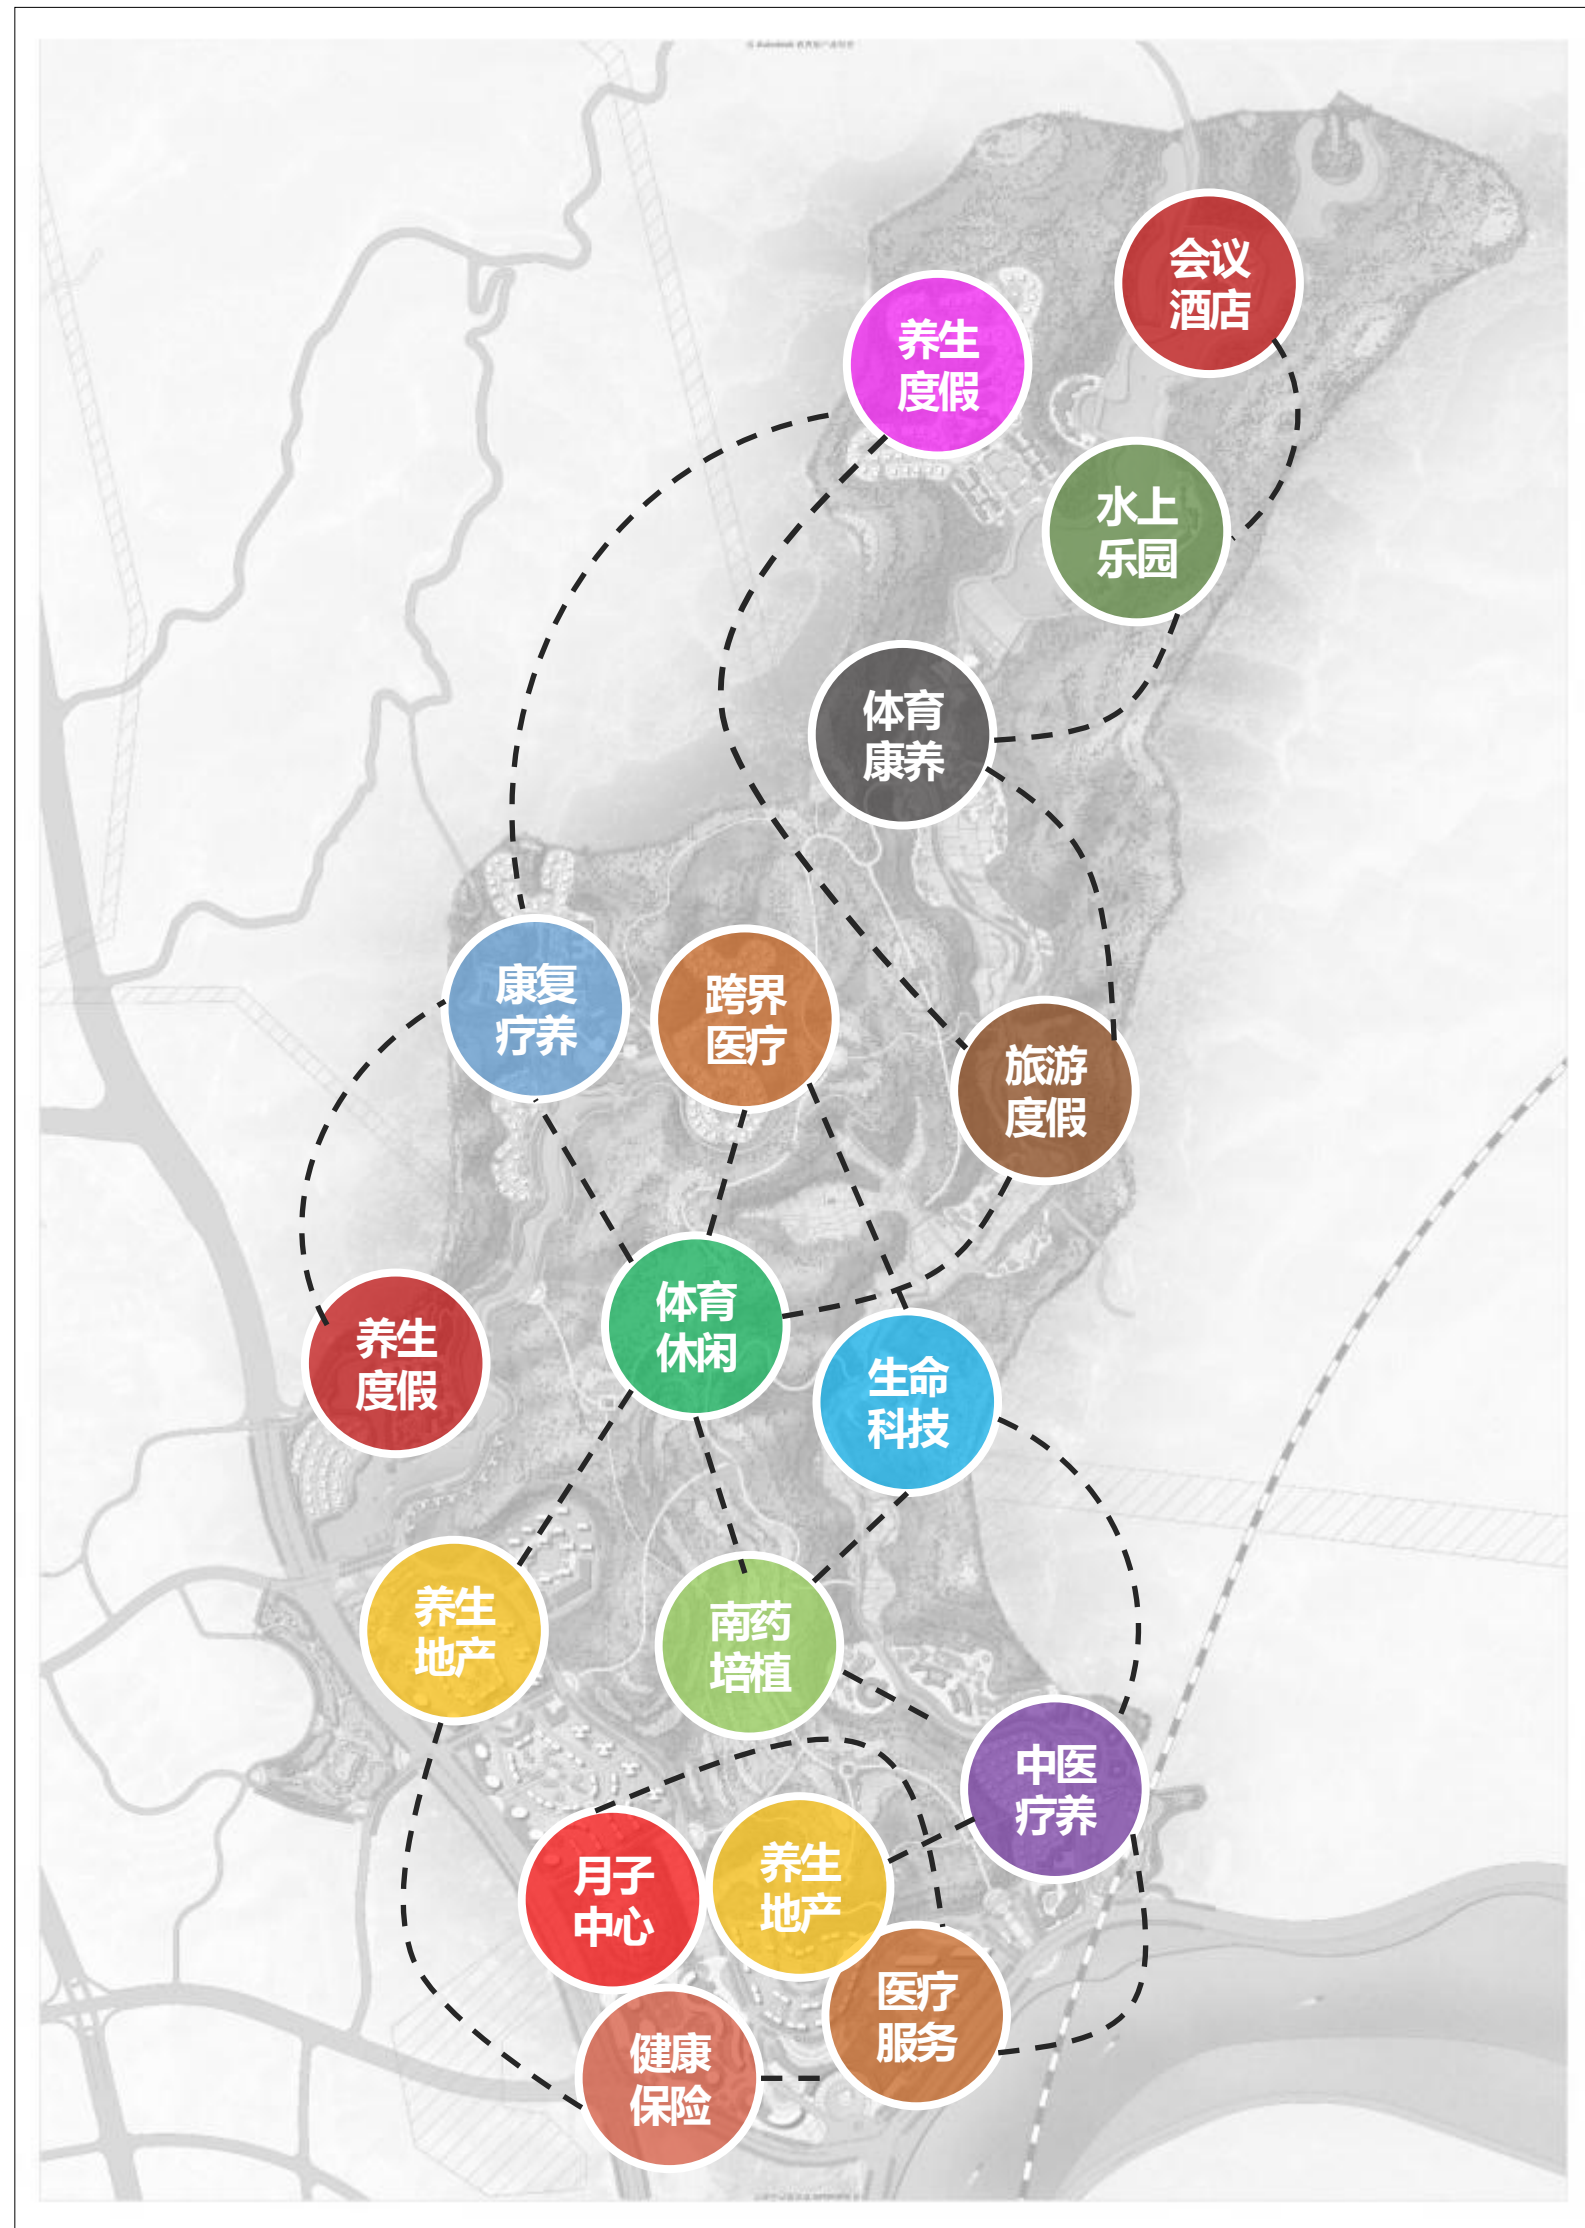 会议
酒店
养生
度假
水上
乐园
体育
康养
康复
疗养
跨界
医疗
旅游
度假
体育
休闲
养生
度假
生命
科技
养生
地产
南药
培植
中医
疗养
月子
中心
养生
地产
医疗
服务
健康
保险